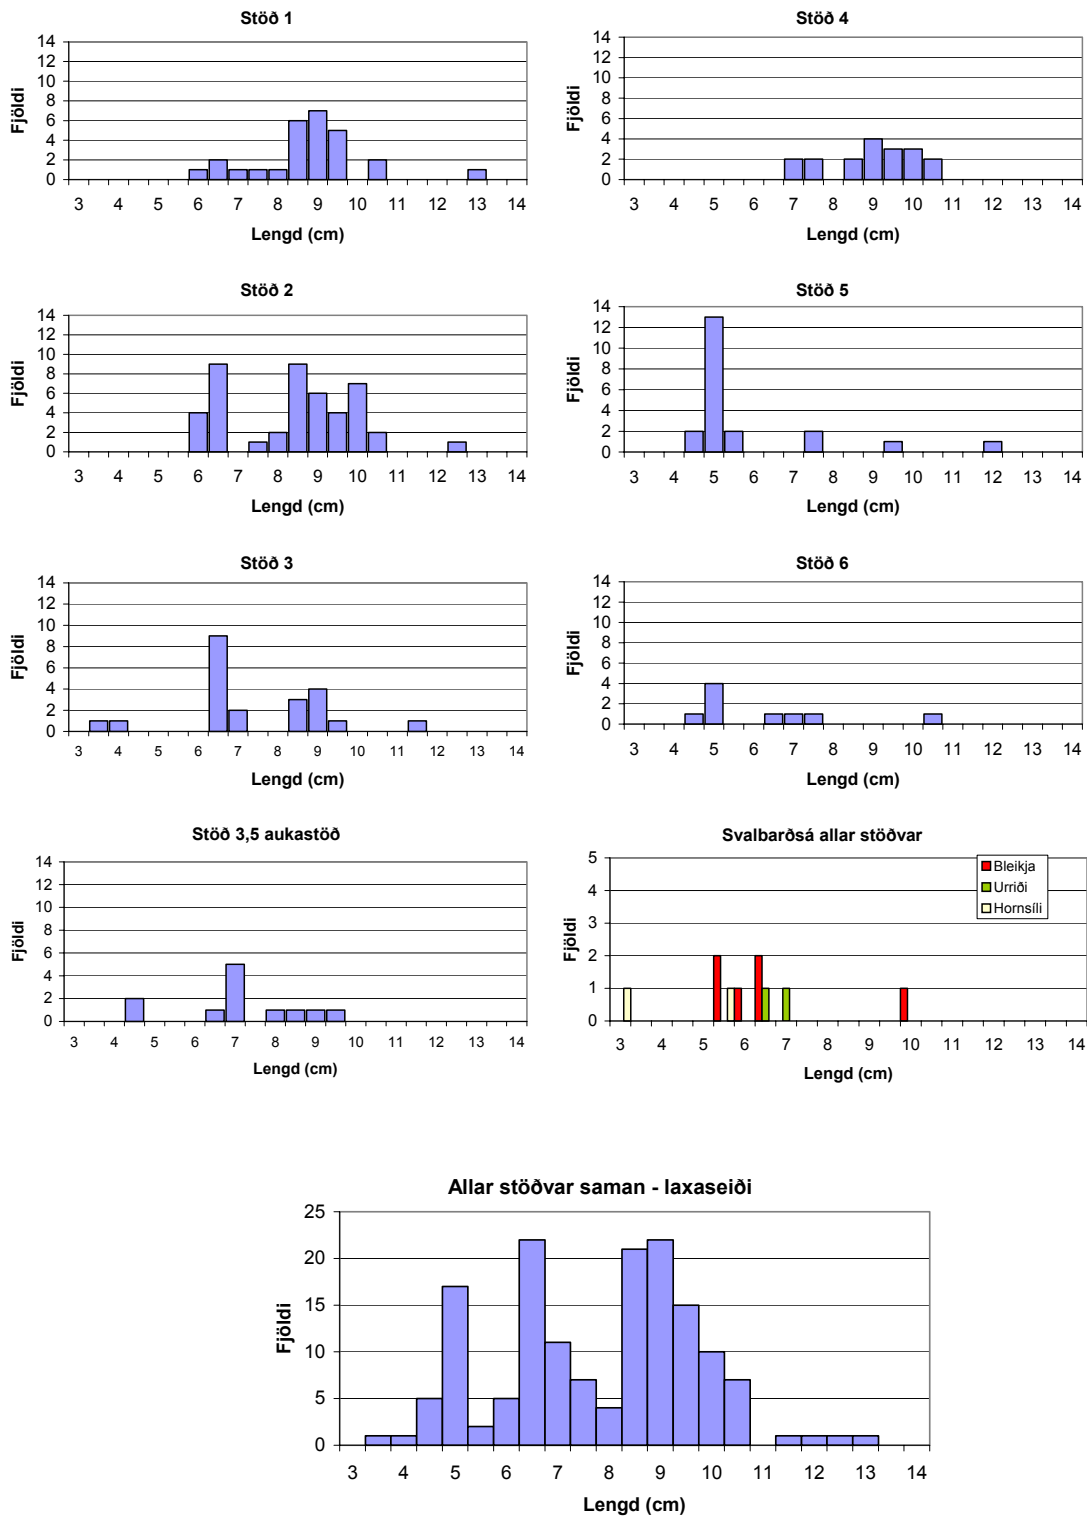 Stöð 1
14
12
10
8
6
4
2
0
Fjöldi
3 4 5 6 7 8 9 10 11 12 13 14
Lengd (cm)
Stöð 4
14
12
10
8
6
4
2
0
Fjöldi
3 4 5 6 7 8 9 10 11 12 13 14
Lengd (cm)
Stöð 2
14
12
10
8
6
4
2
0
Fjöldi
3 4 5 6 7 8 9 10 11 12 13 14
Lengd (cm)
Stöð 5
14
12
10
8
6
4
2
0
Fjöldi
3 4 5 6 7 8 9 10 11 12 13 14
Lengd (cm)
Stöð 3
14
12
10
8
6
4
2
0
Fjöldi
3 4 5 6 7 8 9 10 11 12 13 14
Lengd (cm)
Stöð 6
14
12
10
8
6
4
2
0
Fjöldi
3 4 5 6 7 8 9 10 11 12 13 14
Lengd (cm)
Stöð 3,5 aukastöð
14
12
10
8
6
4
2
0
Fjöldi
3 4 5 6 7 8 9 10 11 12 13 14
Lengd (cm)
Svalbarðsá allar stöðvar
5
4
3
2
1
0
Fjöldi
Bleikja
Urriði
Hornsíli
3 4 5 6 7 8 9 10 11 12 13 14
Lengd (cm)
Allar stöðvar saman - laxaseiði
25
20
15
10
5
0
Fjöldi
3 4 5 6 7 8 9 10 11 12 13 14
Lengd (cm)